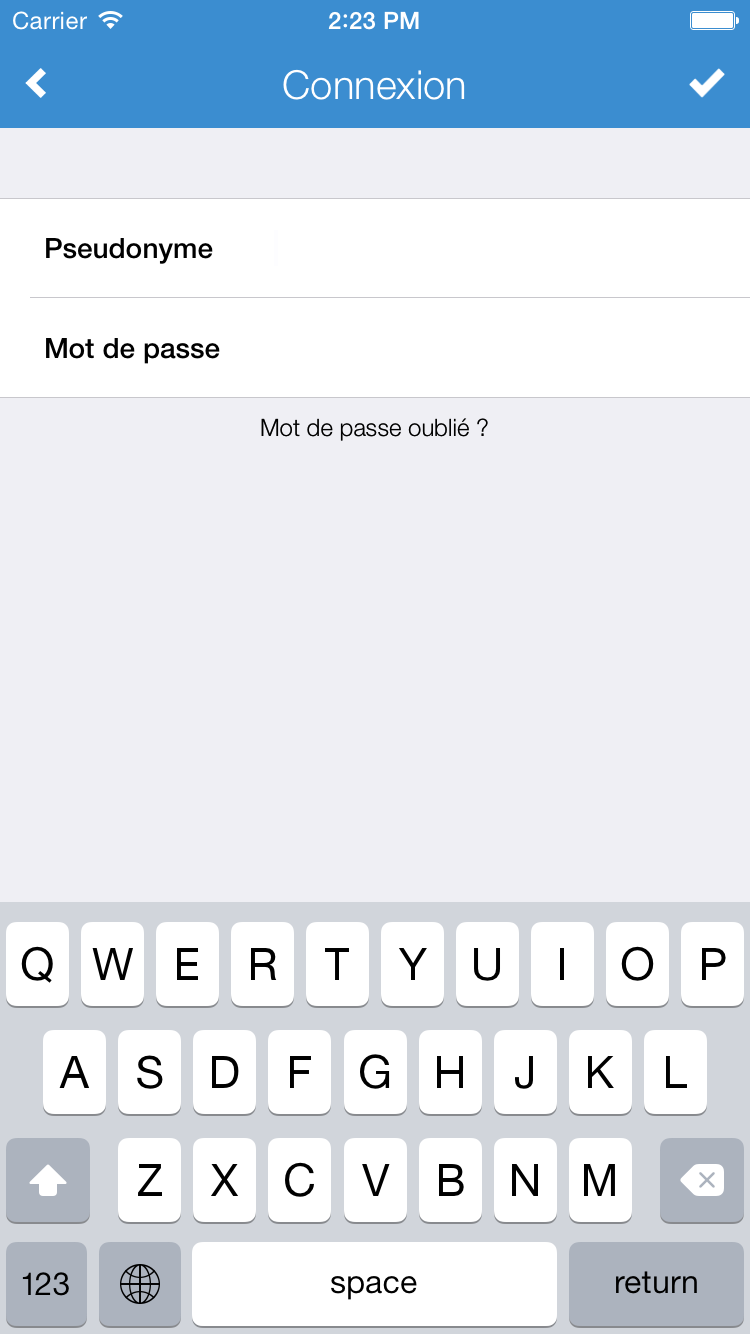 Carrier 2:23 PM
Connexion
Pseudonyme
Mot de passe
Mot de passe oublié ?
Q W E R T Y U I O P
A S D F G H J K L
Z X C V B N M
123 space return